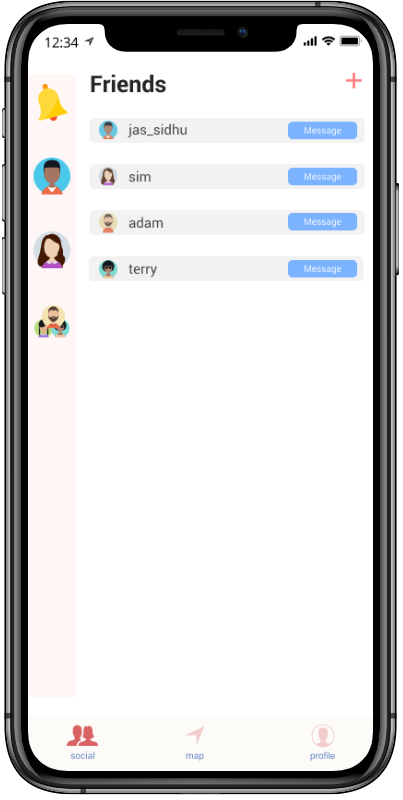 12:34
Friends
jas_sidhu Message
sim Message
adam Message
terry Message
social map profile